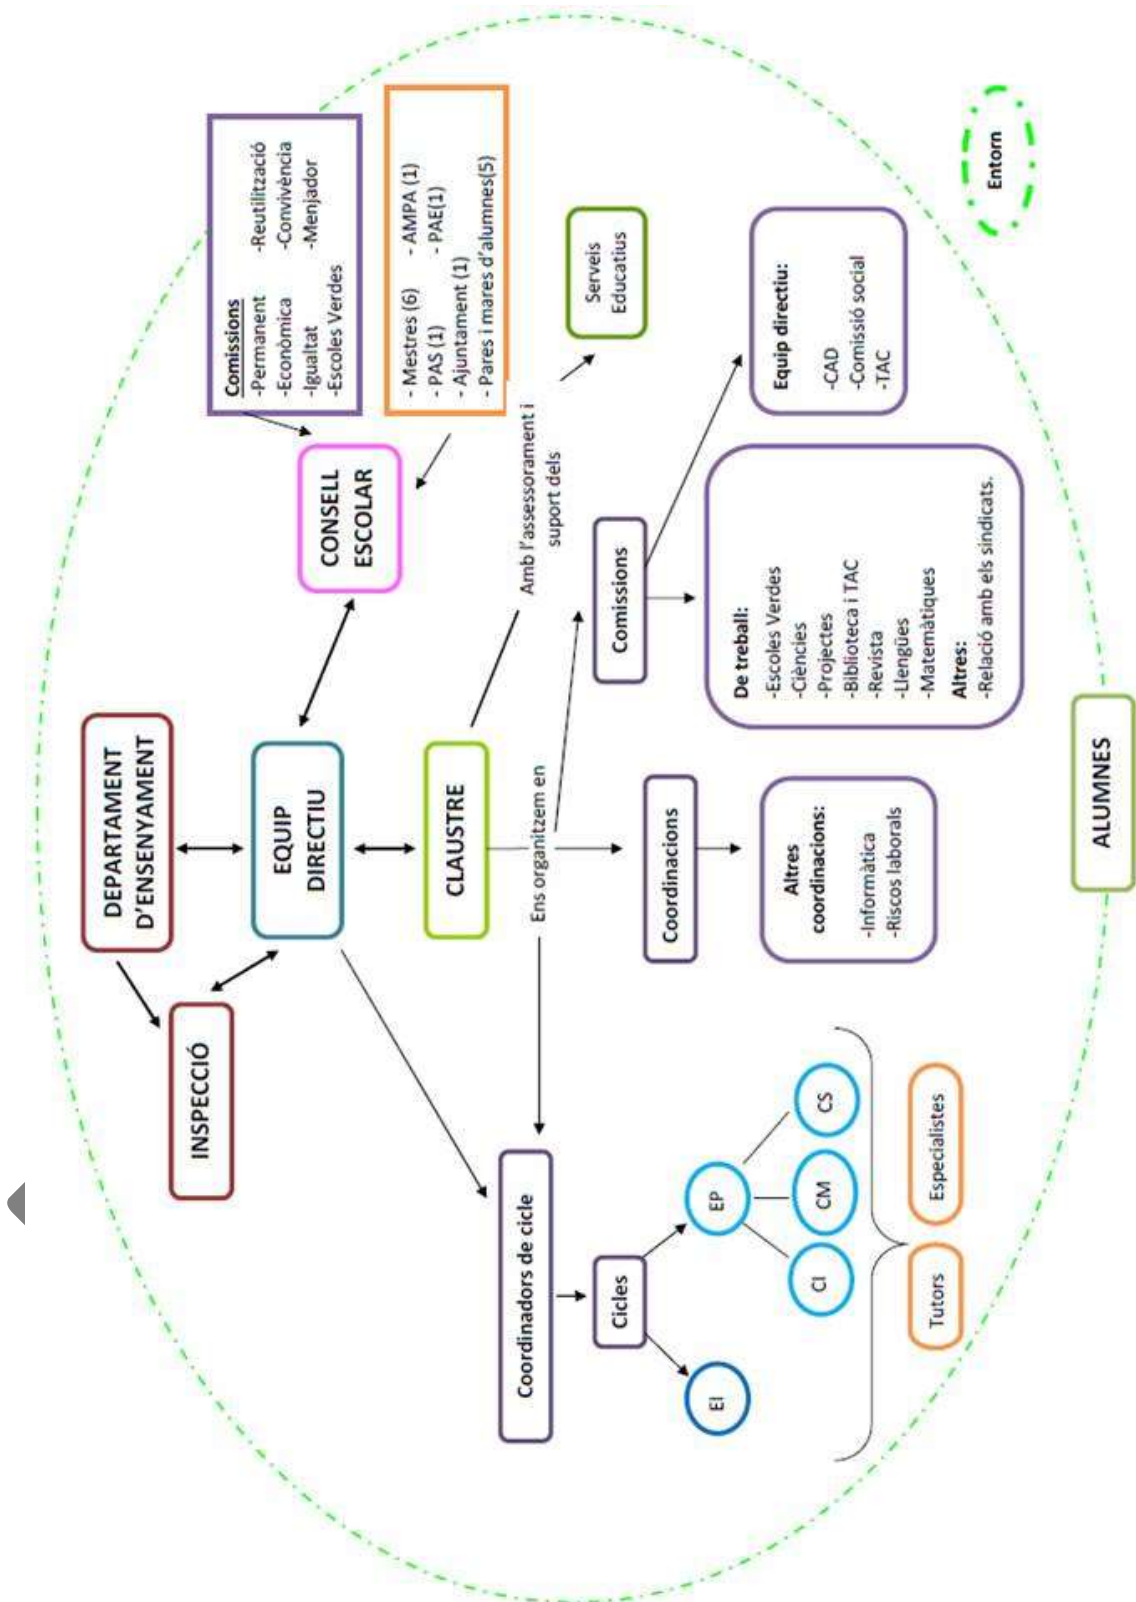 DEPARTAMENT
D'ENSENYAMENT
INSPECCIÓ
EQUIP
DIRECTIU
CONSELL
ESCOLAR
Comissions
-Permanent -Reutilització
-Econòmica -Convivència
-Igualtat -Menjador
-Escoles Verdes
- Mestres (6) - AMPA (1)
- PAS (1) - PAE(1)
- Ajuntament (1)
- Pares i mares d'alumnes(5)
CLAUSTRE
Amb l'assessorament i
suport dels
Serveis
Educatius
Ens organitzem en
Coordinadors de cicle
Cicles
EI
EP
CI
CM
CS
Tutors
Especialistes
Coordinacions
Altres
coordinacions:
-Informàtica
-Riscos laborals
Comissions
De treball:
-Escoles Verdes
-Ciències
-Projectes
-Biblioteca i TAC
-Revista
-Llengües
-Matemàtiques
Altres:
-Relació amb els sindicats.
Equip directiu:
-CAD
-Comissió social
-TAC
Entorn
ALUMNES